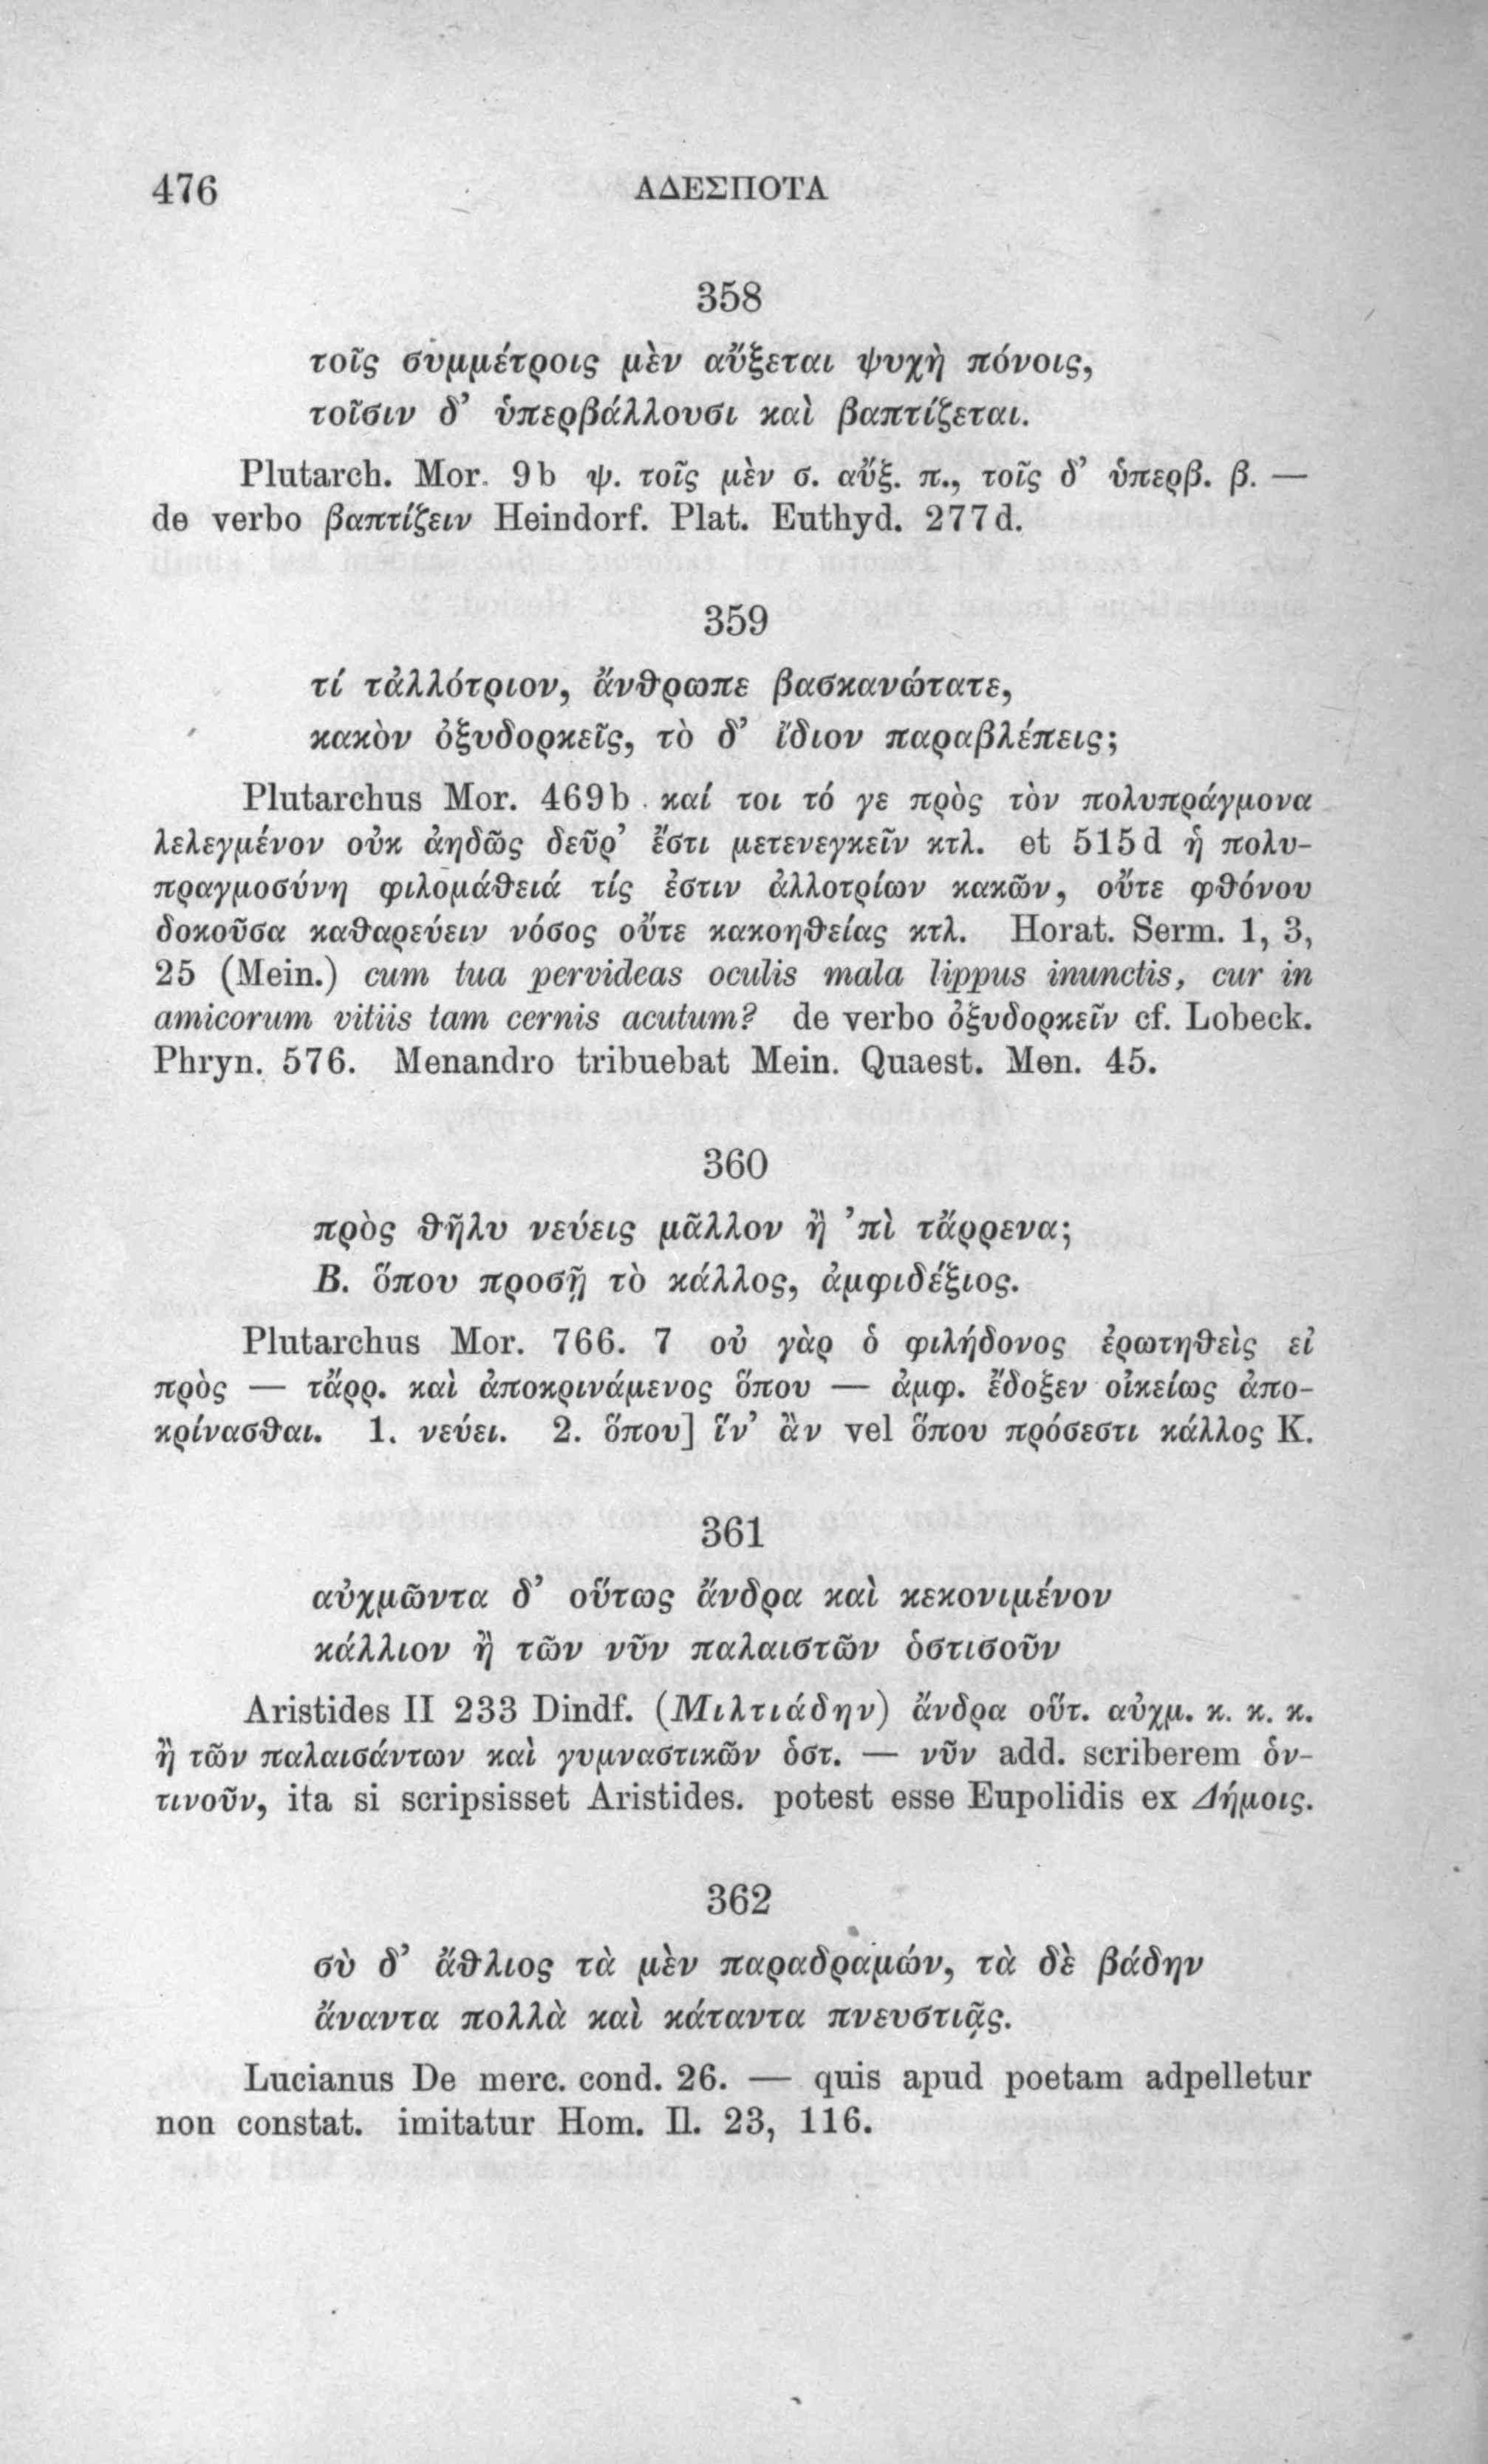 476
ΑΔΕΣΠΟΤΑ
358
τοῖς συμμέτροις μὲν αὔξεται ψυχὴ πόνοις,
τοῖσιν δ’ ὑπερβάλλουσι καὶ βαπτίζεται.
Plutarch. Mor. 9b ψ. τοῖς μὲν σ. αὔξ. π., τοῖς δ’ ὑπερβ. β. —
de verbo βαπτίζειν Heindorf. Plat. Euthyd. 277d.
359
τί τἀλλότριον, ἄνθρωπε βασκανώτατε,
κακὸν ὀξυδορκεῖς, τὸ δ’ ἴδιον παραβλέπεις;
Plutarchus Mor. 469b . καί τοι τό γε πρὸς τὸν πολυπράγμονα
λελεγμένον οὐκ ἀηδῶς δεῦρ’ ἔστι μετενεγκεῖν κτλ. et 515d ἡ πολυ-
πραγμοσύνη φιλομάθειά τίς ἐστιν ἀλλοτρίων κακῶν, οὔτε φθόνου
δοκοῦσα καθαρεύειν νόσος οὔτε κακοηθείας κτλ. Horat. Serm. 1, 3,
25 (Mein.) cum tua pervideas oculis mala lippus inunctis, cur in
amicorum vitiis tam cernis acutum? de verbo ὀξυδορκεῖν cf. Lobeck.
Phryn. 576. Menandro tribuebat Mein. Quaest. Men. 45.
360
πρὸς θῆλυ νεύεις μᾶλλον ἢ ’πὶ τἄρρενα;
Β. ὅπου προσῇ τὸ κάλλος, ἀμφιδέξιος.
Plutarchus Mor. 766. 7 οὐ γὰρ ὁ φιλήδονος ἐρωτηθεὶς εἰ
πρὸς — τἄρρ. καὶ ἀποκρινάμενος ὅπου — ἀμφ. ἔδοξεν οἰκείως ἀπο-
κρίνασθαι. 1. νεύει. 2. ὅπου] ἵν’ ἂν vel ὅπου πρόσεστι κάλλος K.
361
αὐχμῶντα δ’ οὕτως ἄνδρα καὶ κεκονιμένον
κάλλιον ἢ τῶν νῦν παλαιστῶν ὁστισοῦν
Aristides II 233 Dindf. (Μιλτιάδην) ἄνδρα οὕτ. αὐχμ. κ. κ. κ.
ἢ τῶν παλαισάντων καὶ γυμναστικῶν ὁστ. — νῦν add. scriberem ὁν-
τινοῦν, ita si scripsisset Aristides. potest esse Eupolidis ex Δήμοις.
362
σὺ δ’ ἄθλιος τὰ μὲν παραδραμών, τὰ δὲ βάδην
ἄναντα πολλὰ καὶ κάταντα πνευστιᾷς.
Lucianus De merc. cond. 26. — quis apud poetam adpelletur
non constat. imitatur Hom. Il. 23, 116.